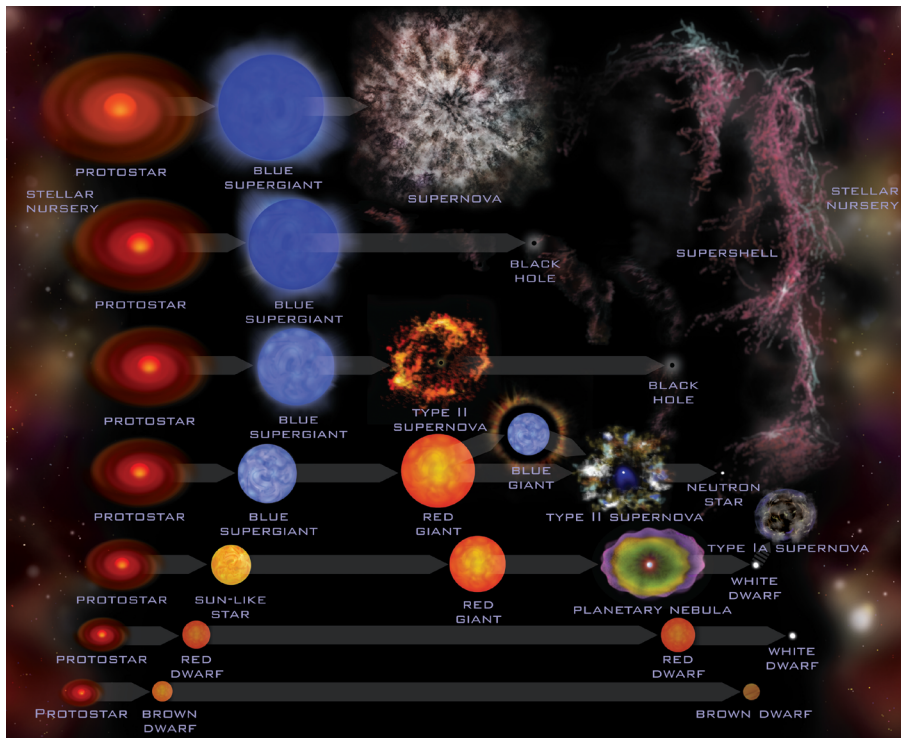 PROTOSTAR
BLUE
SUPERGIANT
SUPERNOVA
STELLAR
NURSERY
STELLAR
NURSERY
SUPERSHELL
PROTOSTAR
BLUE
SUPERGIANT
BLACK
HOLE
PROTOSTAR
BLUE
SUPERGIANT
TYPE II
SUPERNOVA
BLACK
HOLE
PROTOSTAR
BLUE
SUPERGIANT
RED
GIANT
BLUE
GIANT
TYPE II SUPERNOVA
NEUTRON
STAR
PROTOSTAR
SUN-LIKE
STAR
RED
GIANT
PLANETARY NEBULA
TYPE IA SUPERNOVA
WHITE
DWARF
PROTOSTAR
RED
DWARF
RED
DWARF
WHITE
DWARF
PROTOSTAR
BROWN
DWARF
BROWN DWARF